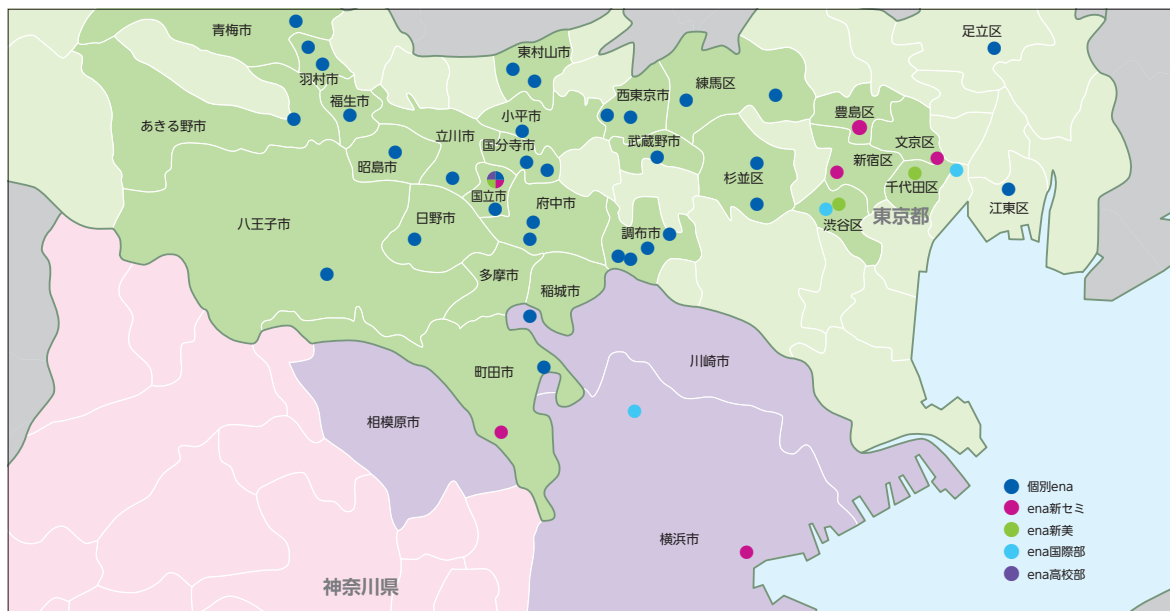 足立区
青梅市
東村山市
羽村市
練馬区
西東京市
福生市
豊島区
小平市
あきる野市
立川市
武蔵野市
文京区
国分寺市
新宿区
昭島市
杉並区
千代田区
国立市
江東区
府中市
東京都
日野市
八王子市
渋谷区
調布市
多摩市
稲城市
川崎市
町田市
相模原市
個別ena
ena新セミ
ena新美
横浜市
ena国際部
ena高校部
神奈川県